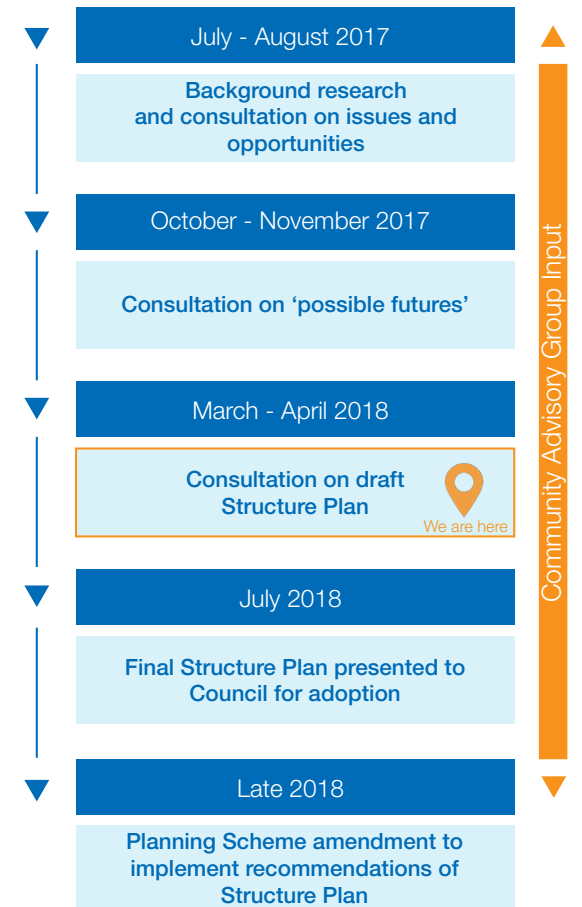 July - August 2017
Background research
and consultation on issues and
opportunities
October - November 2017
Consultation on ‘possible futures’
March - April 2018
Consultation on draft
Structure Plan
We are here
July 2018
Final Structure Plan presented to
Council for adoption
Late 2018
Planning Scheme amendment to
implement recommendations of
Structure Plan
Community Advisory Group Input